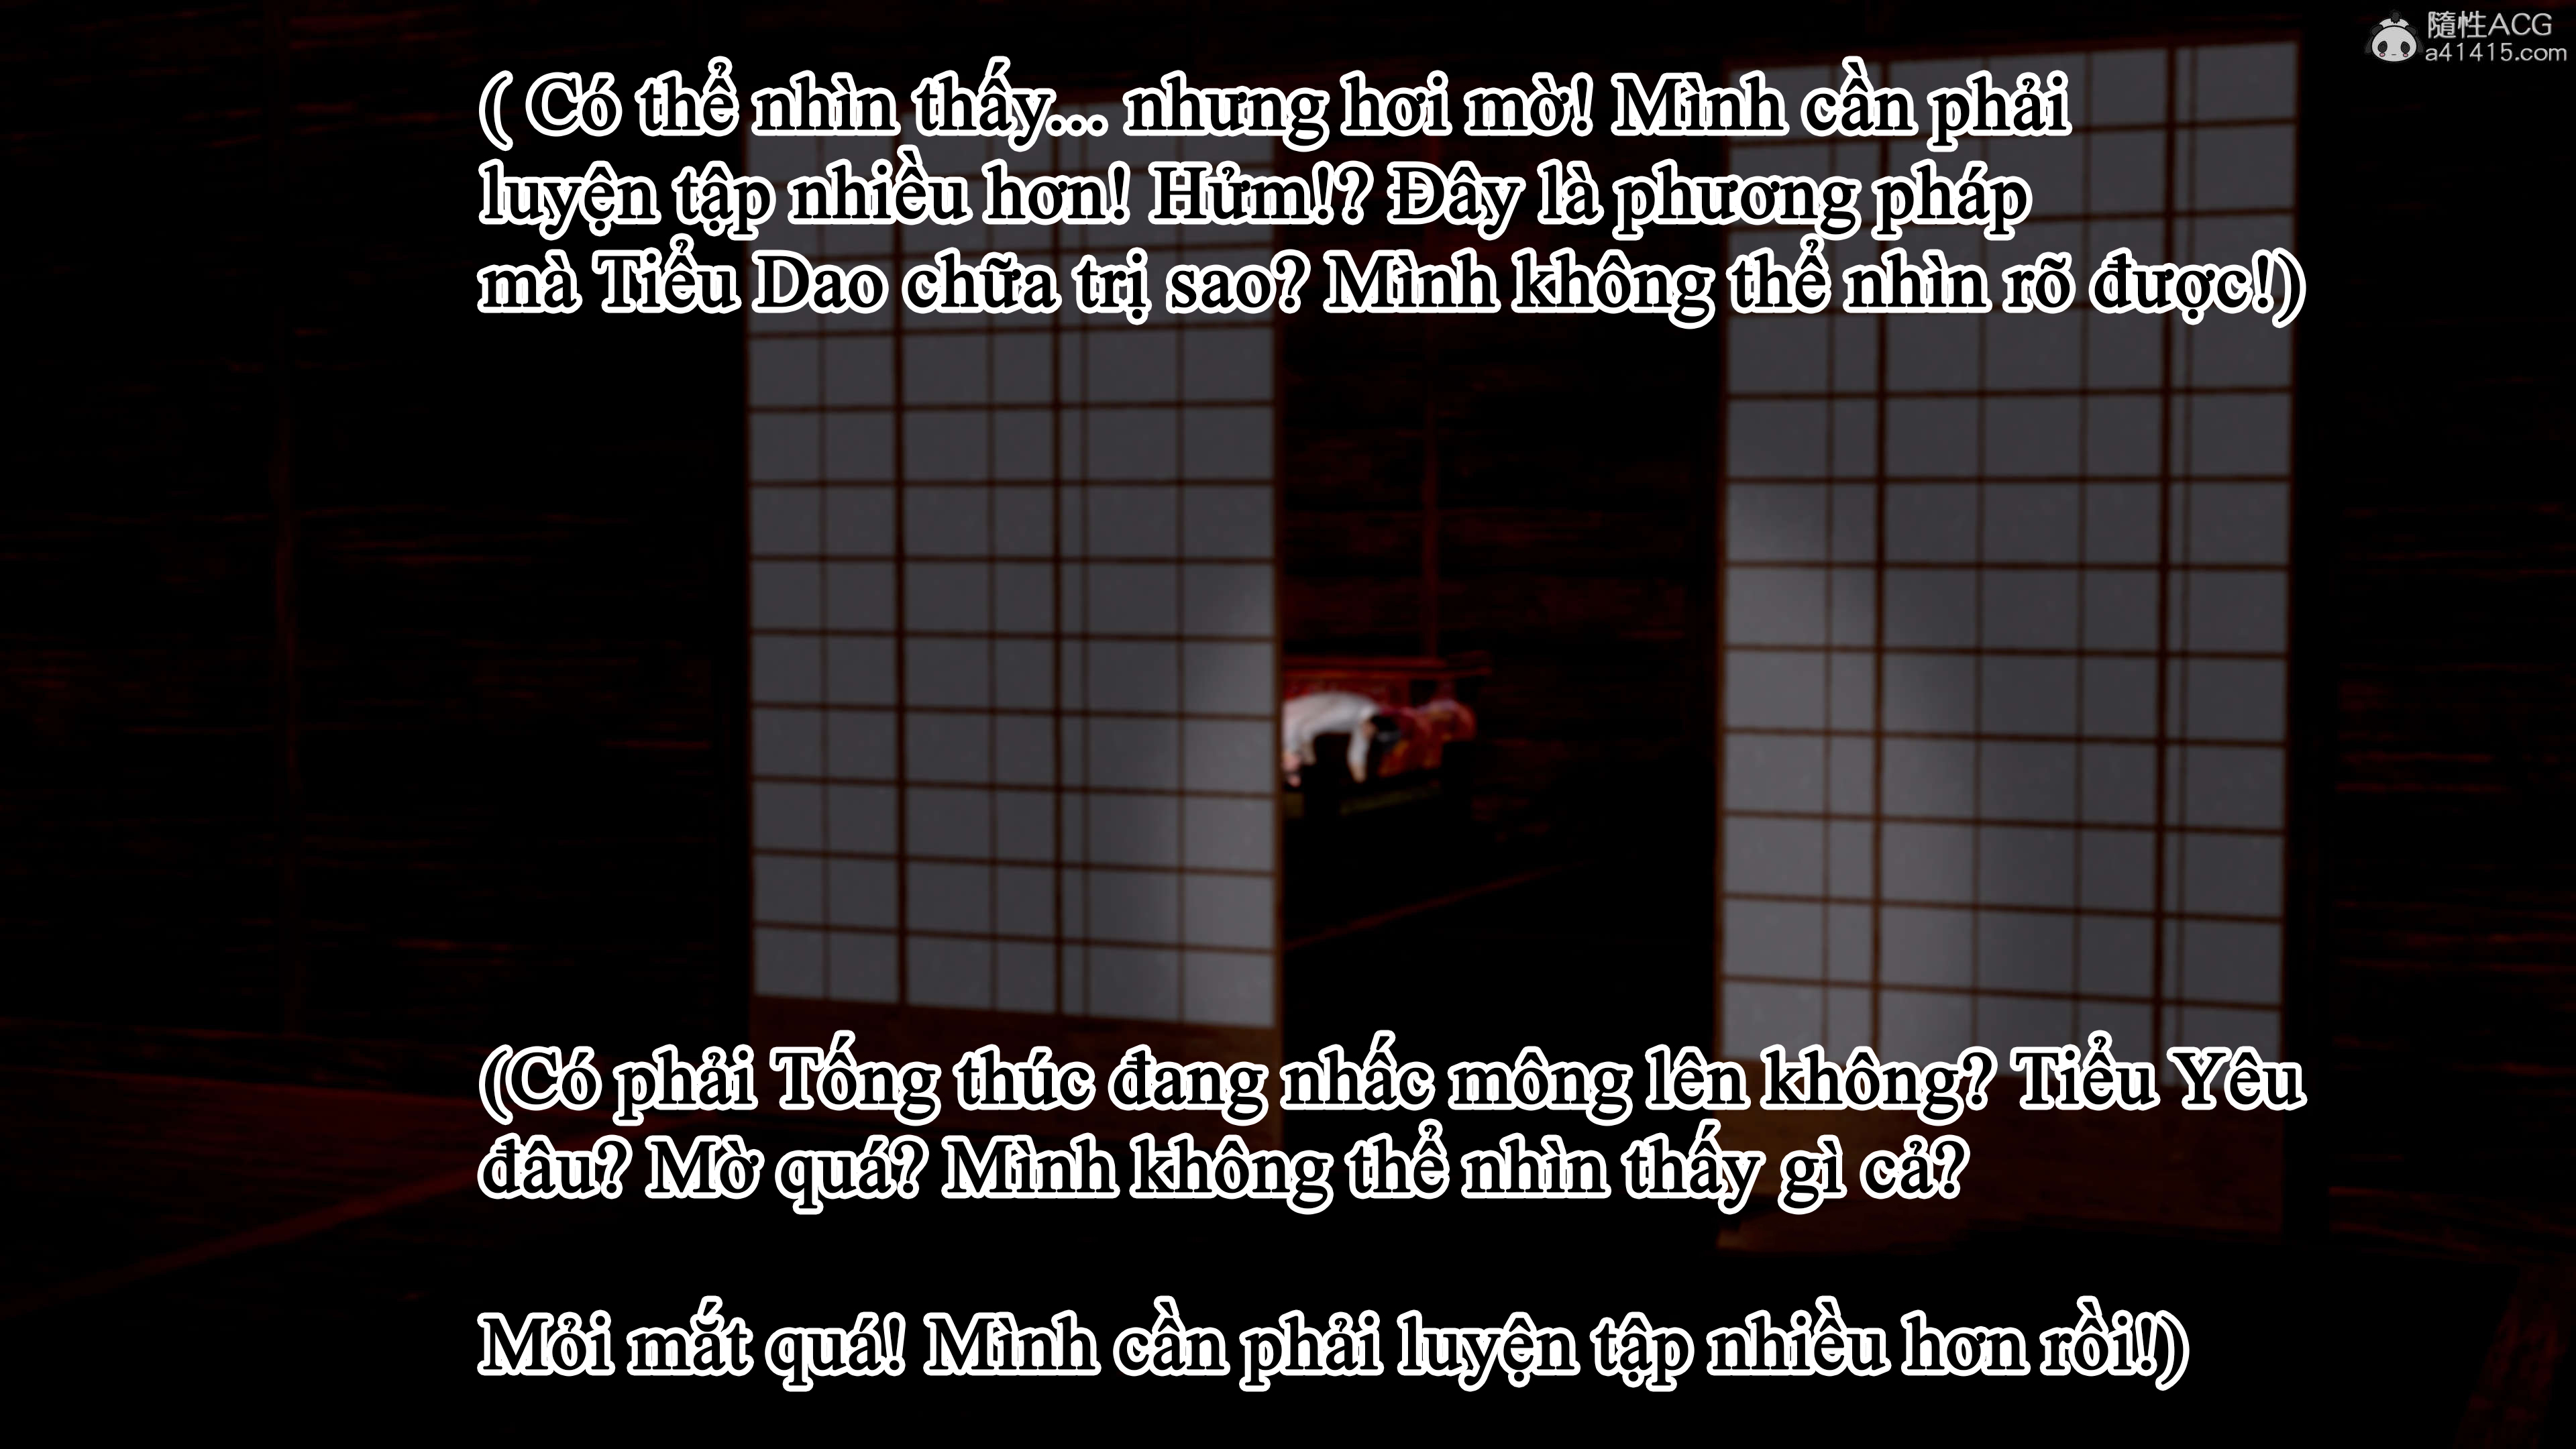 隨性ACG
a41415.com
( Có thể nhìn thấy... nhưng hơi mờ! Mình cần phải
luyện tập nhiều hơn! Hửm!? Đây là phương pháp
mà Tiểu Dao chữa trị sao? Mình không thể nhìn rõ được!)
(Có phải Tống thúc đang nhấc mông lên không? Tiểu Yêu
đâu? Mờ quá? Mình không thể nhìn thấy gì cả?
Mỏi mắt quá! Mình cần phải luyện tập nhiều hơn rồi!)